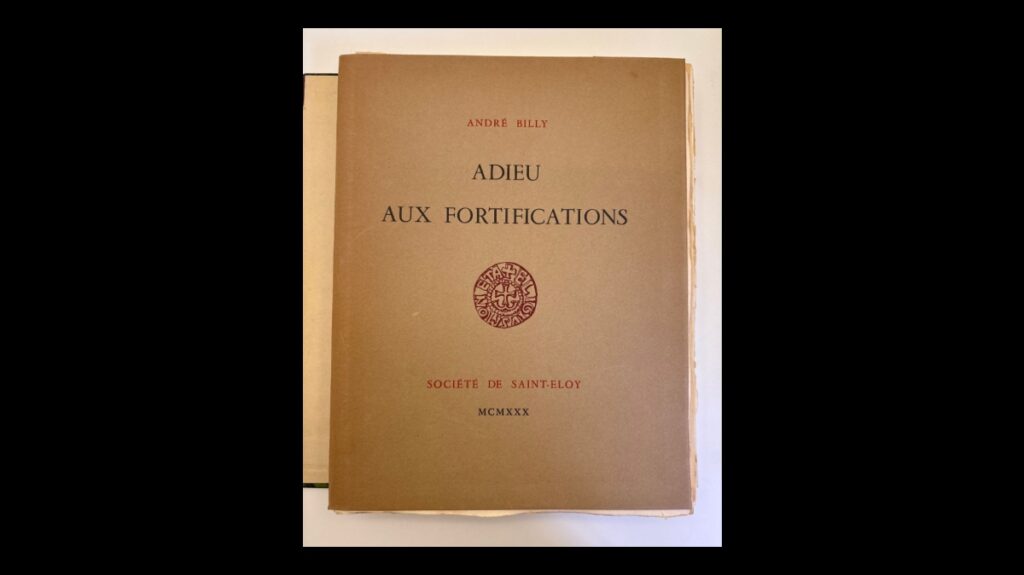 ANDRÉ BILLY
ADIEU
AUX FORTIFICATIONS
SOCIÉTÉ DE SAINT-ELOY
MCMXXX